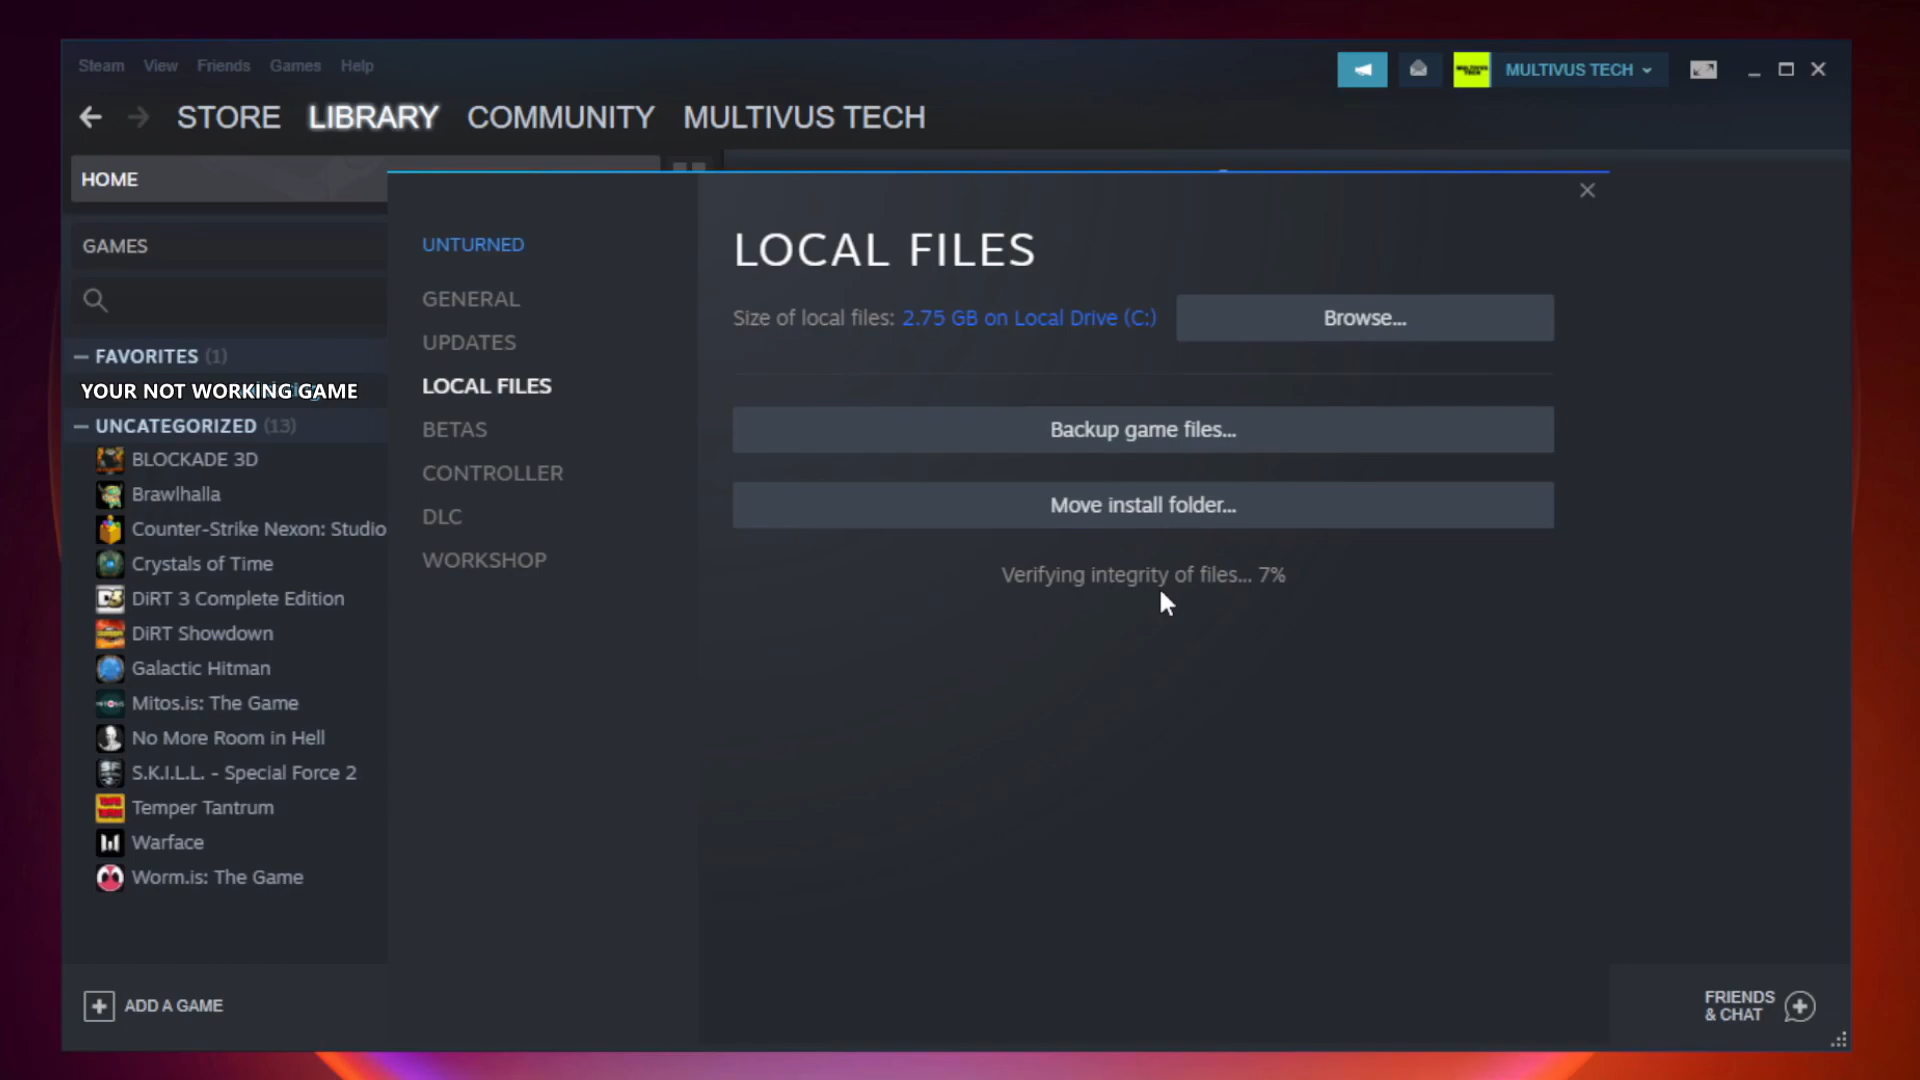 Steam View Friends Games Help
MULTIVUS TECH
STORE LIBRARY COMMUNITY MULTIVUS TECH
HOME
GAMES
FAVORITES (1)
YOUR NOT WORKING GAME
UNCATEGORIZED (13)
BLOCKADE 3D
Brawlhalla
Counter-Strike Nexon: Studio
Crystals of Time
DiRT 3 Complete Edition
DiRT Showdown
Galactic Hitman
Mitos.is: The Game
No More Room in Hell
S.K.I.L.L. - Special Force 2
Temper Tantrum
Warface
Worm.is: The Game
ADD A GAME
UNTURNED
GENERAL
UPDATES
LOCAL FILES
BETAS
CONTROLLER
DLC
WORKSHOP
LOCAL FILES
Size of local files: 2.75 GB on Local Drive (C:)
Browse...
Backup game files...
Move install folder...
Verifying integrity of files... 7%
FRIENDS
& CHAT